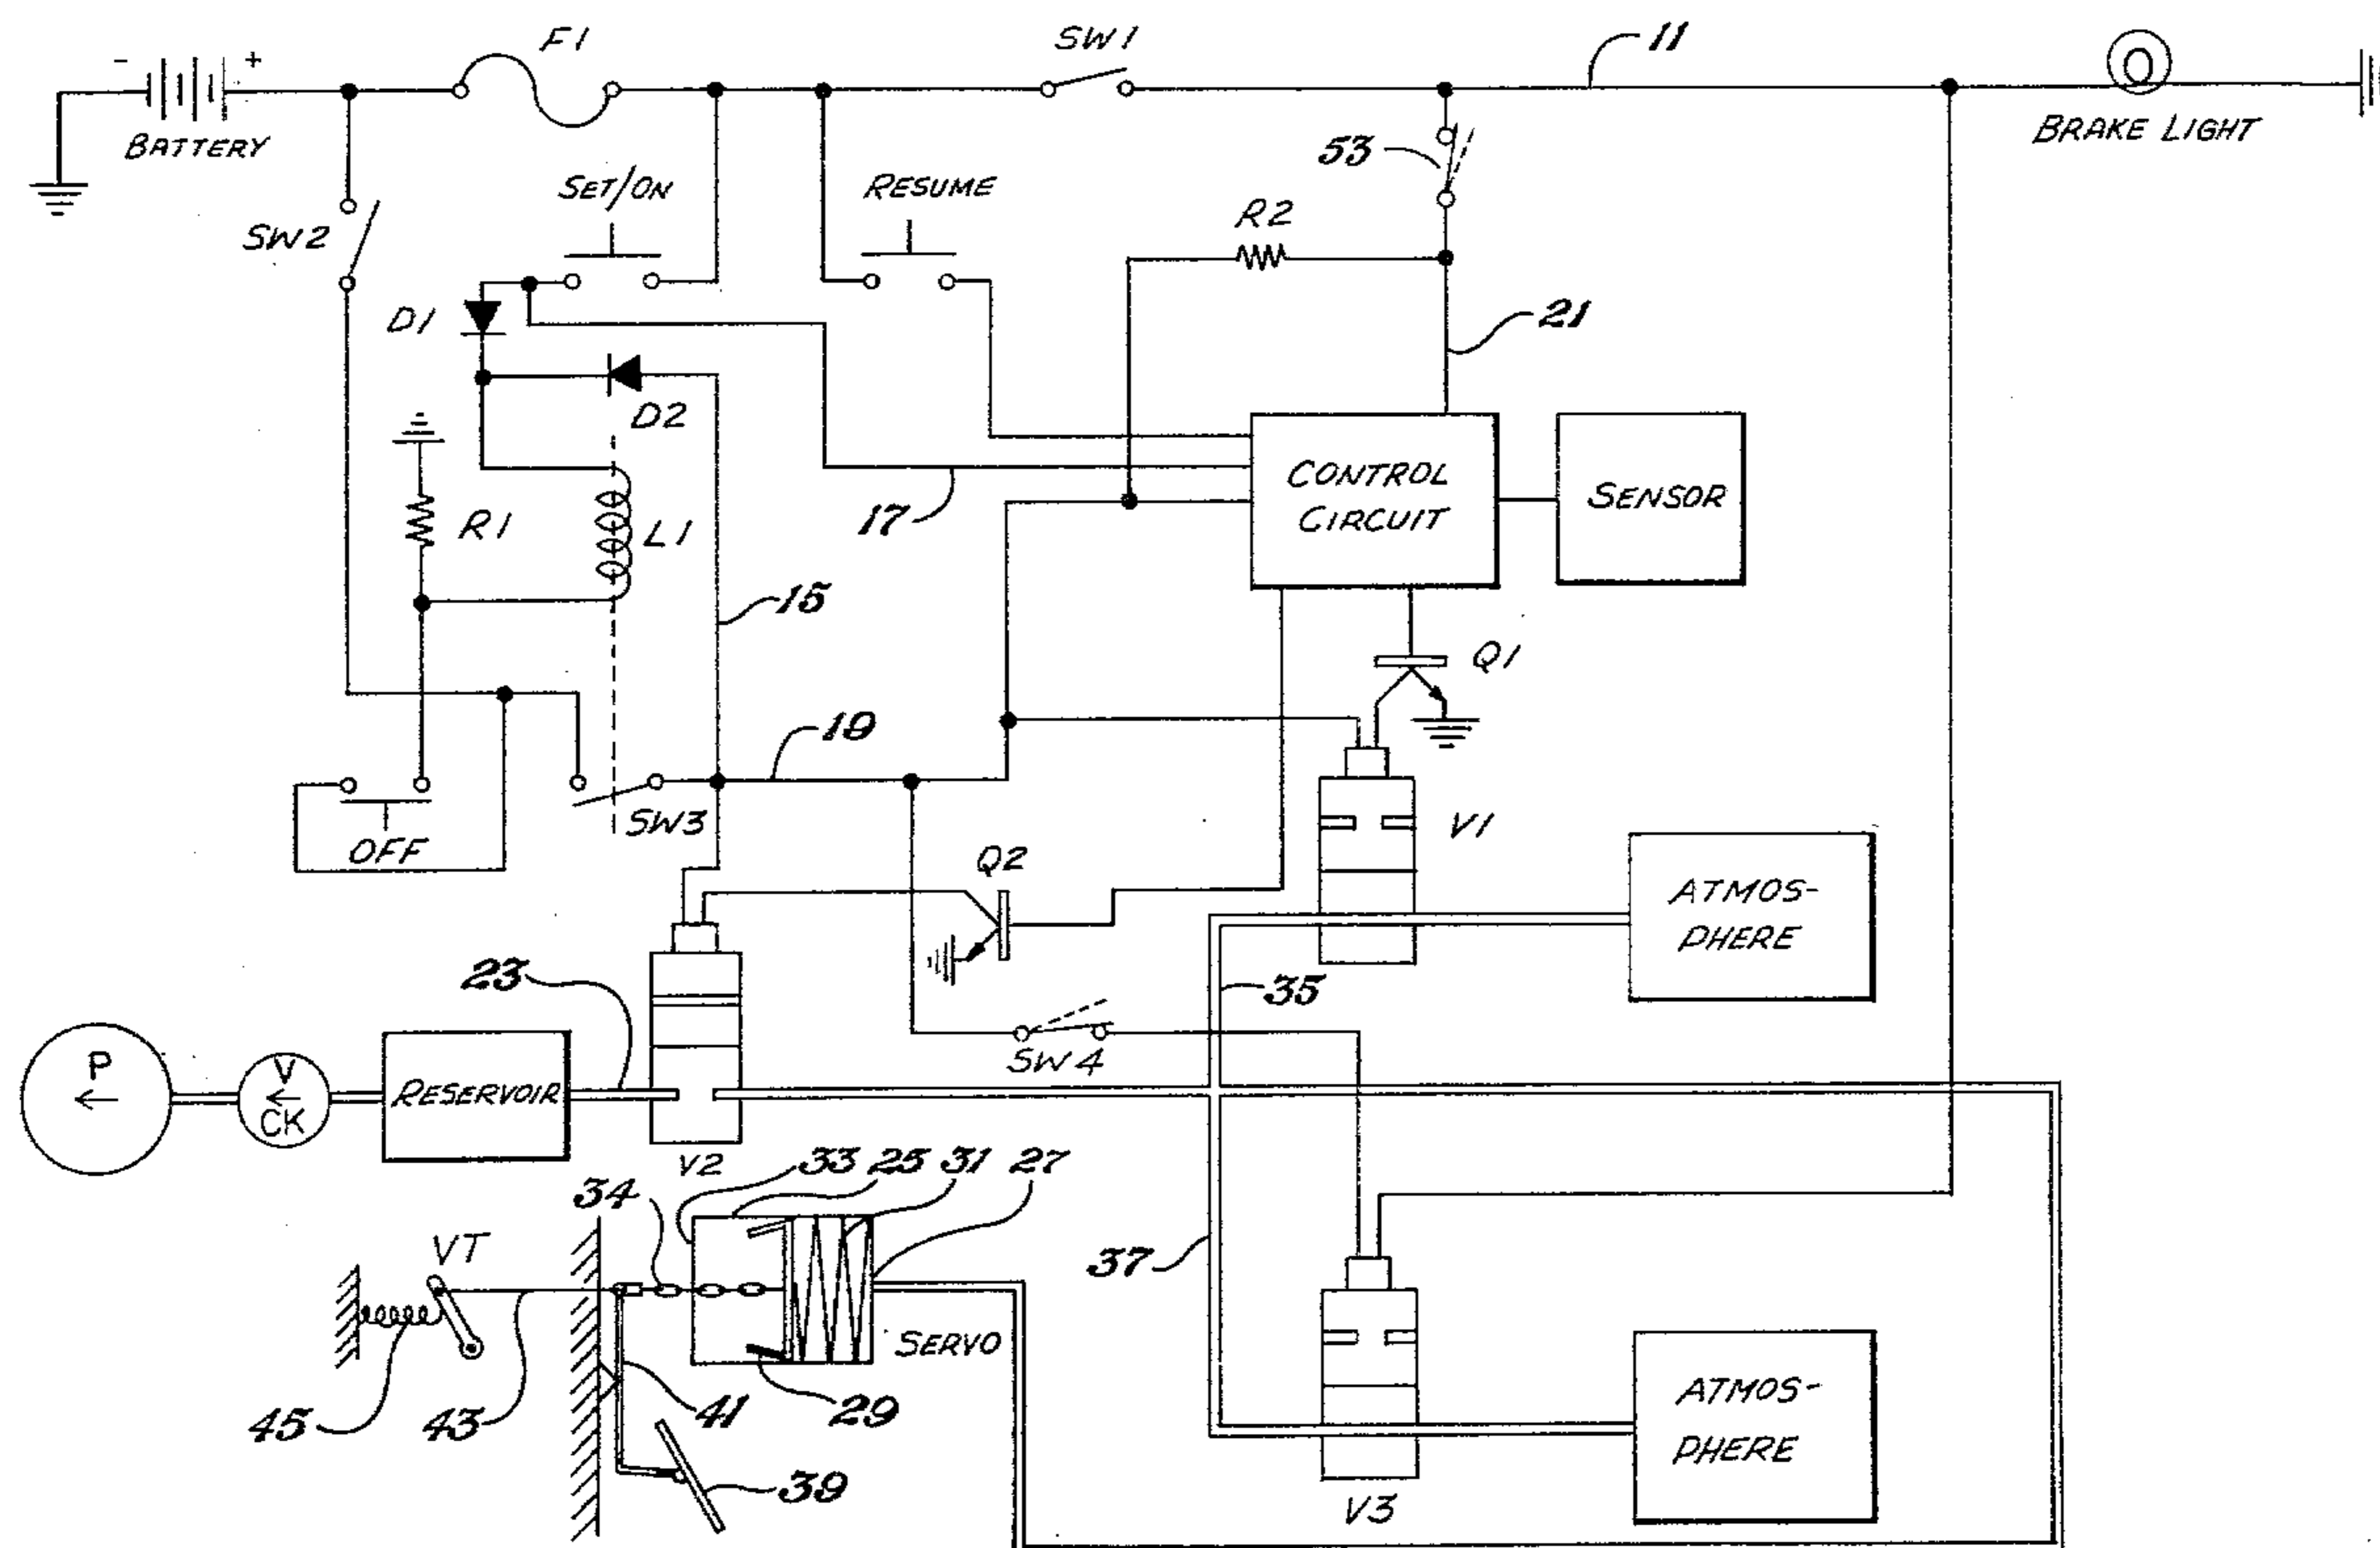 F1
SW1
11
- +
BATTERY
BRAKE LIGHT
53
SET/ON
RESUME
R2
SW2
D1
21
D2
CONTROL
CIRCUIT
SENSOR
17
R1
L1
15
Q1
19
SW3
V1
OFF
Q2
ATMOS-
PHERE
23
35
SW4
P
V
CK
RESERVOIR
V2
33 25 31 27
34
VT
37
SERVO
45
43
41
29
ATMOS-
PHERE
39
V3